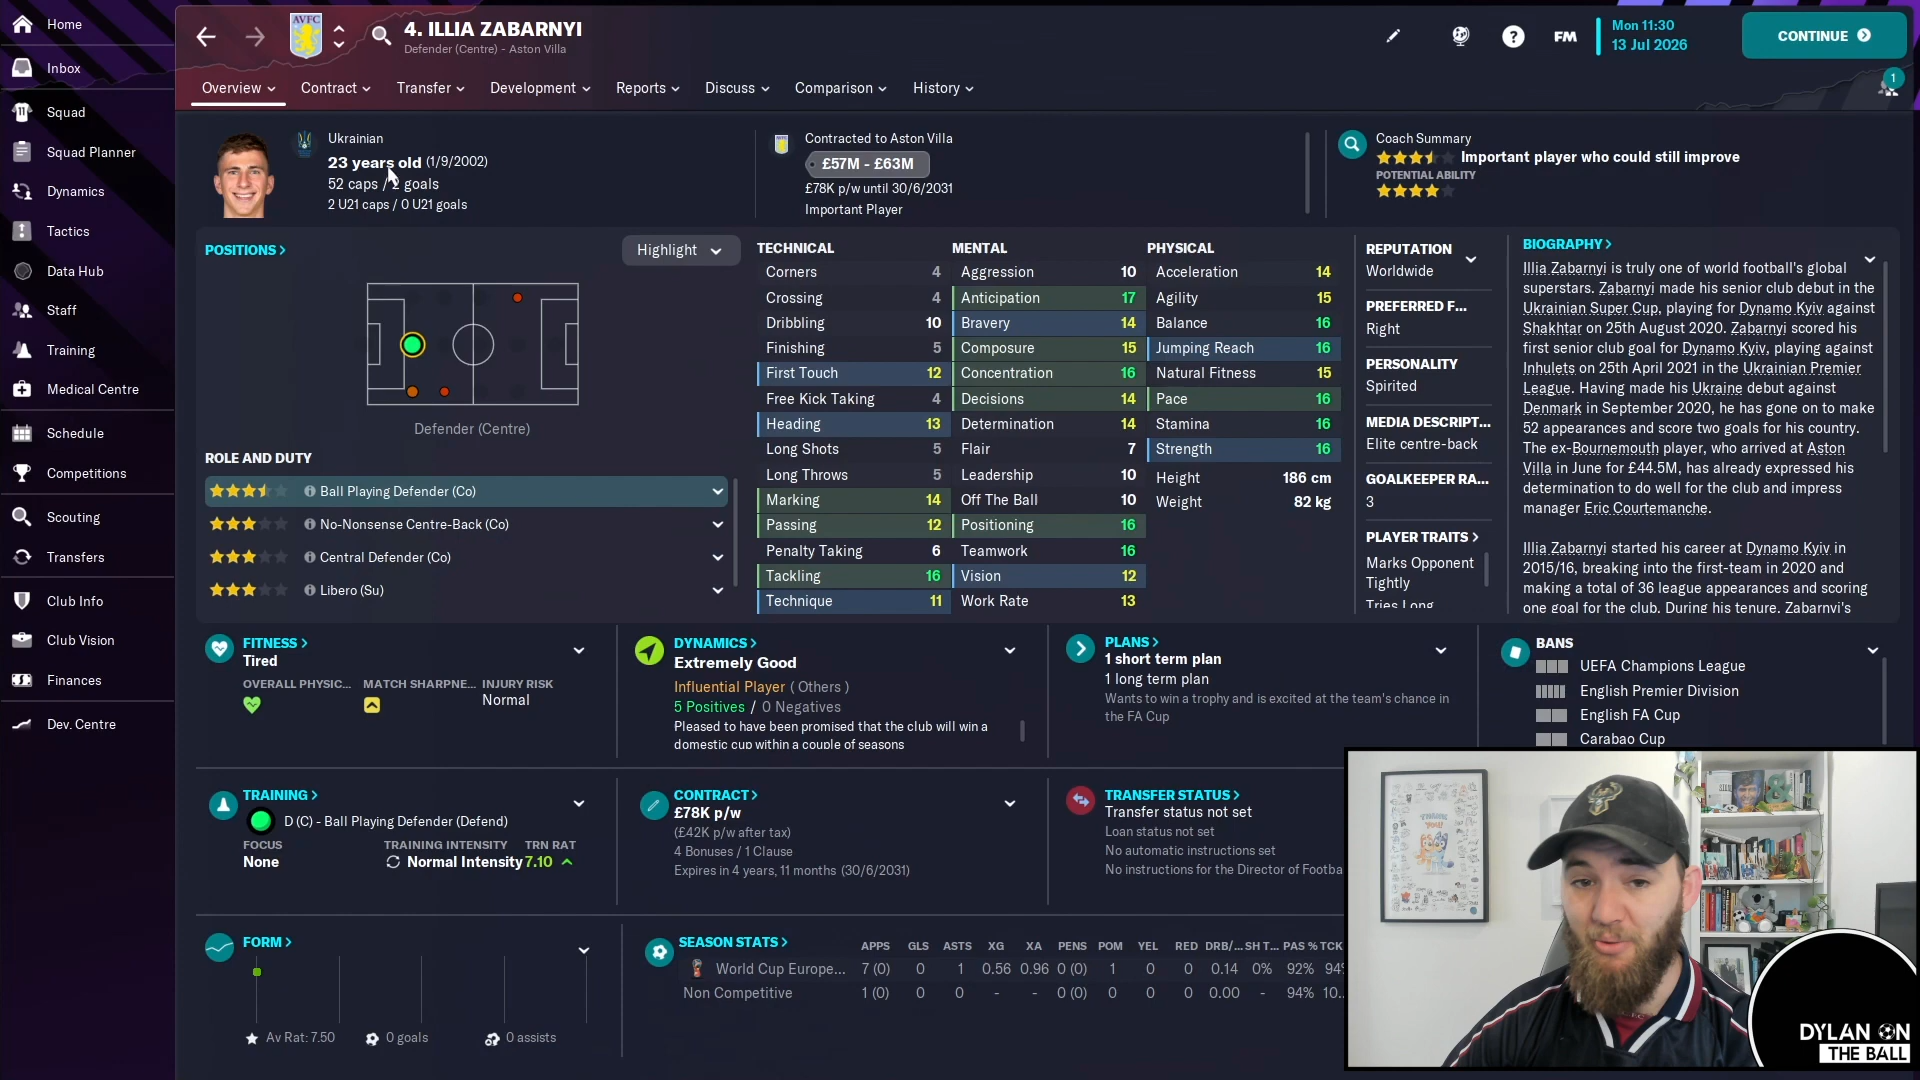 Home
Inbox
Squad
Squad Planner
Dynamics
Tactics
Data Hub
Staff
Training
Medical Centre
Schedule
Competitions
Scouting
Transfers
Club Info
Club Vision
Finances
Dev. Centre
AVFC
4. ILLIA ZABARNYI
Defender (Centre) - Aston Villa
FM
Mon 11:30
13 Jul 2026
CONTINUE
Overview
Contract
Transfer
Development
Reports
Discuss
Comparison
History
1
Ukrainian
23 years old (1/9/2002)
52 caps / 2 goals
2 U21 caps / 0 U21 goals
Contracted to Aston Villa
£57M - £63M
£78K p/w until 30/6/2031
Important Player
Coach Summary
Important player who could still improve
POTENTIAL ABILITY
POSITIONS
Highlight
Defender (Centre)
ROLE AND DUTY
Ball Playing Defender (Co)
No-Nonsense Centre-Back (Co)
Central Defender (Co)
Libero (Su)
TECHNICAL
Corners 4
Crossing 4
Dribbling 10
Finishing 5
First Touch 12
Free Kick Taking 4
Heading 13
Long Shots 5
Long Throws 5
Marking 14
Passing 12
Penalty Taking 6
Tackling 16
Technique 11
MENTAL
Aggression 10
Anticipation 17
Bravery 14
Composure 15
Concentration 16
Decisions 14
Determination 14
Flair 7
Leadership 10
Off The Ball 10
Positioning 16
Teamwork 16
Vision 12
Work Rate 13
PHYSICAL
Acceleration 14
Agility 15
Balance 16
Jumping Reach 16
Natural Fitness 15
Pace 16
Stamina 16
Strength 16
Height 186 cm
Weight 82 kg
REPUTATION
Worldwide
PREFERRED F...
Right
PERSONALITY
Spirited
MEDIA DESCRIPT...
Elite centre-back
GOALKEEPER RA...
3
PLAYER TRAITS
Marks Opponent
Tightly
Tries Long
BIOGRAPHY
Illia Zabarnyi is truly one of world football's global
superstars. Zabarnyi made his senior club debut in the
Ukrainian Super Cup, playing for Dynamo Kyiv against
Shakhtar on 25th August 2020. Zabarnyi scored his
first senior club goal for Dynamo Kyiv, playing against
Inhulets on 25th April 2021 in the Ukrainian Premier
League. Having made his Ukraine debut against
Denmark in September 2020, he has gone on to make
52 appearances and score two goals for his country.
The ex-Bournemouth player, who arrived at Aston
Villa in June for £44.5M, has already expressed his
determination to do well for the club and impress
manager Eric Courtemanche.
Illia Zabarnyi started his career at Dynamo Kyiv in
2015/16, breaking into the first-team in 2020 and
making a total of 36 league appearances and scoring
one goal for the club. During his tenure, Zabarnyi's
FITNESS
Tired
OVERALL PHYSIC...
MATCH SHARPNE...
INJURY RISK
Normal
DYNAMICS
Extremely Good
Influential Player ( Others )
5 Positives / 0 Negatives
Pleased to have been promised that the club will win a
domestic cup within a couple of seasons
PLANS
1 short term plan
1 long term plan
Wants to win a trophy and is excited at the team's chance in
the FA Cup
BANS
UEFA Champions League
English Premier Division
English FA Cup
Carabao Cup
TRAINING
D (C) - Ball Playing Defender (Defend)
FOCUS
None
TRAINING INTENSITY
Normal Intensity
TRN RAT
7.10
CONTRACT
£78K p/w
(£42K p/w after tax)
4 Bonuses / 1 Clause
Expires in 4 years, 11 months (30/6/2031)
TRANSFER STATUS
Transfer status not set
Loan status not set
No automatic instructions set
No instructions for the Director of Footba
FORM
Av Rat: 7.50
0 goals
0 assists
SEASON STATS APPS GLS ASTS XG XA PENS POM YEL RED DRB/... SH T... PAS % TCK
World Cup Europe... 7 (0) 0 1 0.56 0.96 0 (0) 1 0 0 0.14 0% 92% 94
Non Competitive 1 (0) 0 0 - - 0 (0) 0 0 0 0.00 - 94% 10..
DYLAN ON
THE BALL